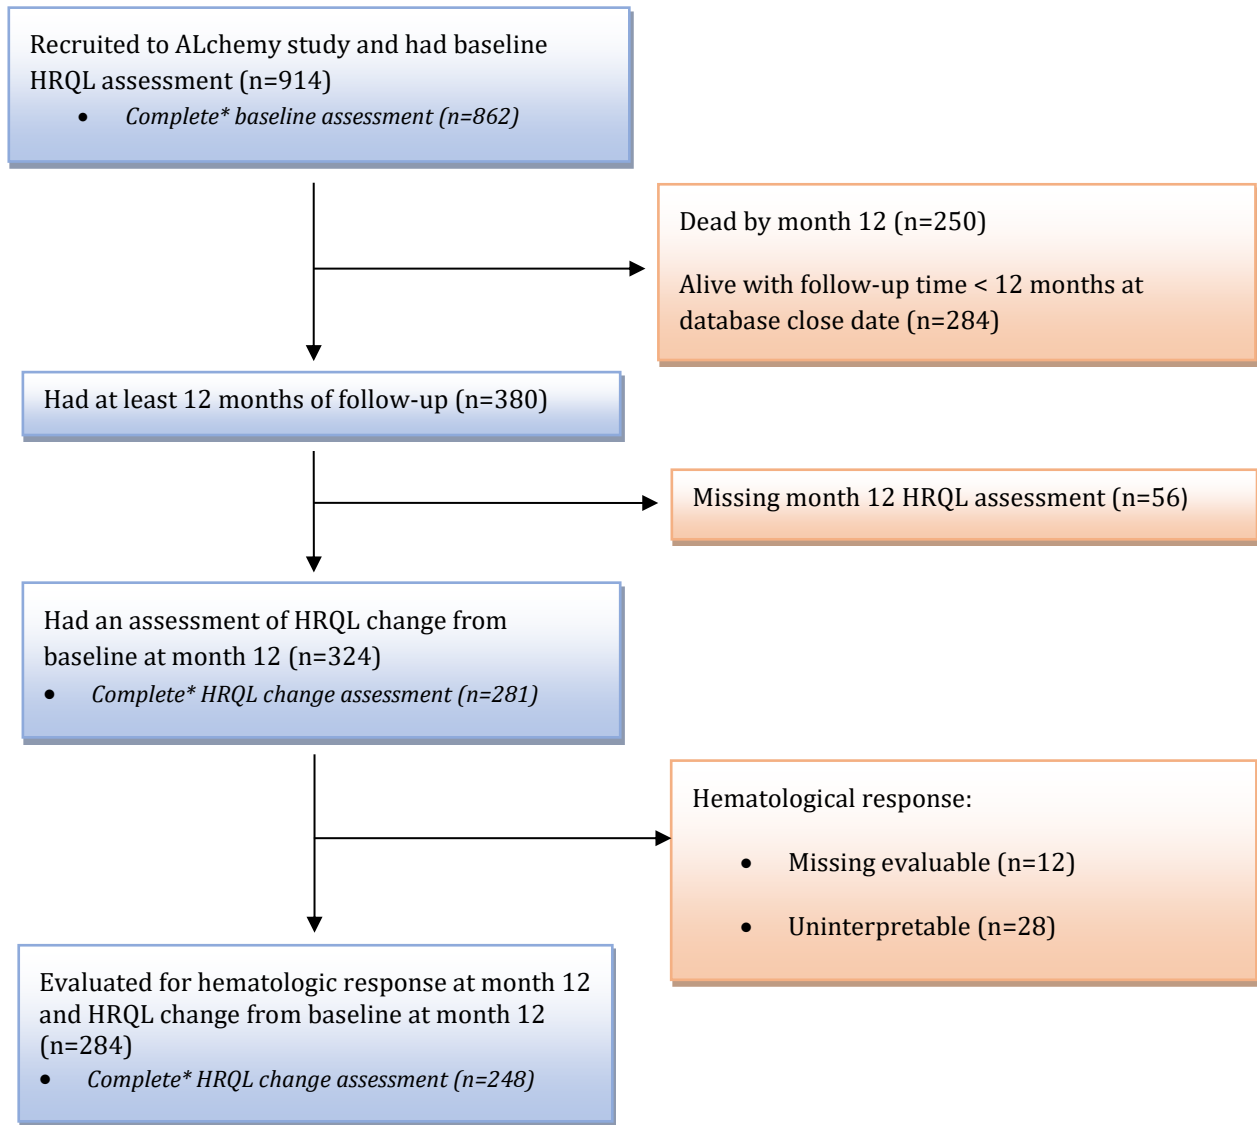 Recruited to ALchemy study and had baseline
HRQL assessment (n=914)
• Complete* baseline assessment (n=862)
Dead by month 12 (n=250)
Alive with follow-up time < 12 months at
database close date (n=284)
Had at least 12 months of follow-up (n=380)
Missing month 12 HRQL assessment (n=56)
Had an assessment of HRQL change from
baseline at month 12 (n=324)
• Complete* HRQL change assessment (n=281)
Hematological response:
• Missing evaluable (n=12)
• Uninterpretable (n=28)
Evaluated for hematologic response at month 12
and HRQL change from baseline at month 12
(n=284)
• Complete* HRQL change assessment (n=248)